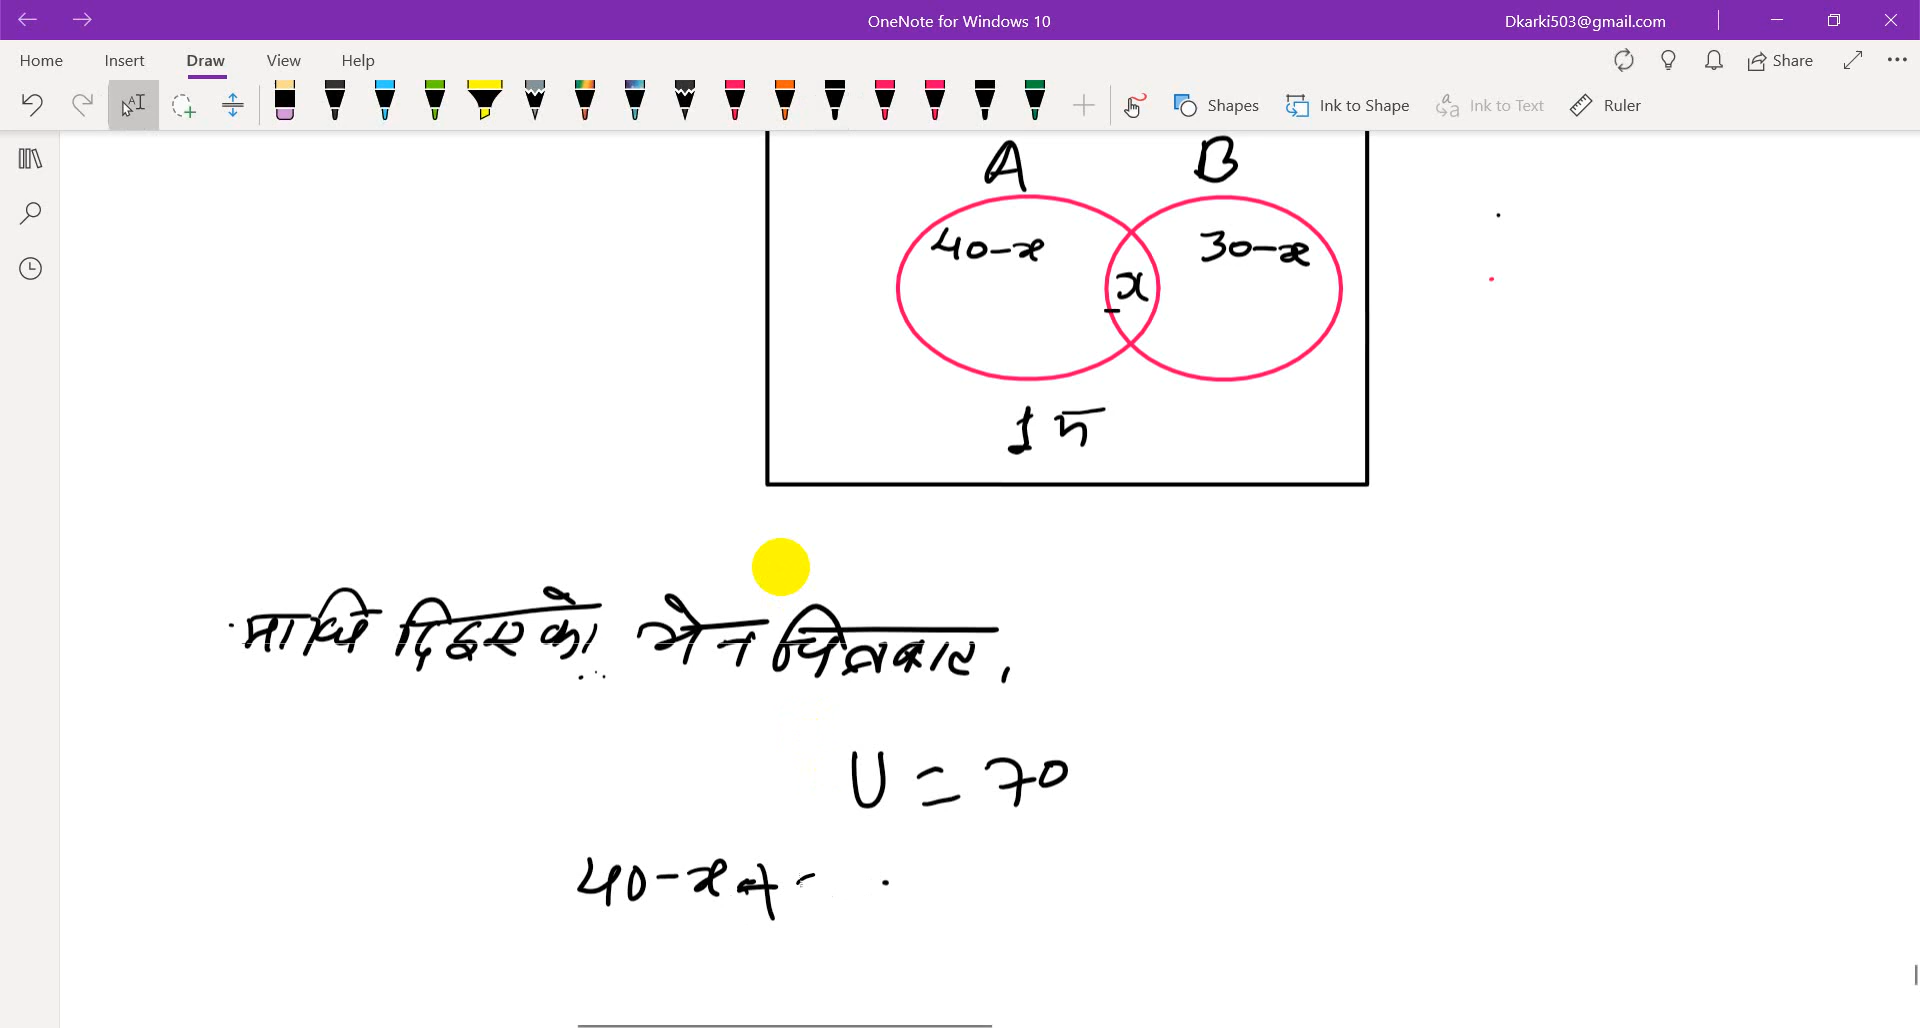 OneNote for Windows 10
Dkarki503@gmail.com
Home Insert Draw View Help
Share
Shapes Ink to Shape Ink to Text Ruler
A B
40-x x 30-x
15
माथि दिइएको भेन चित्रबाट,
U = 70
40-x+